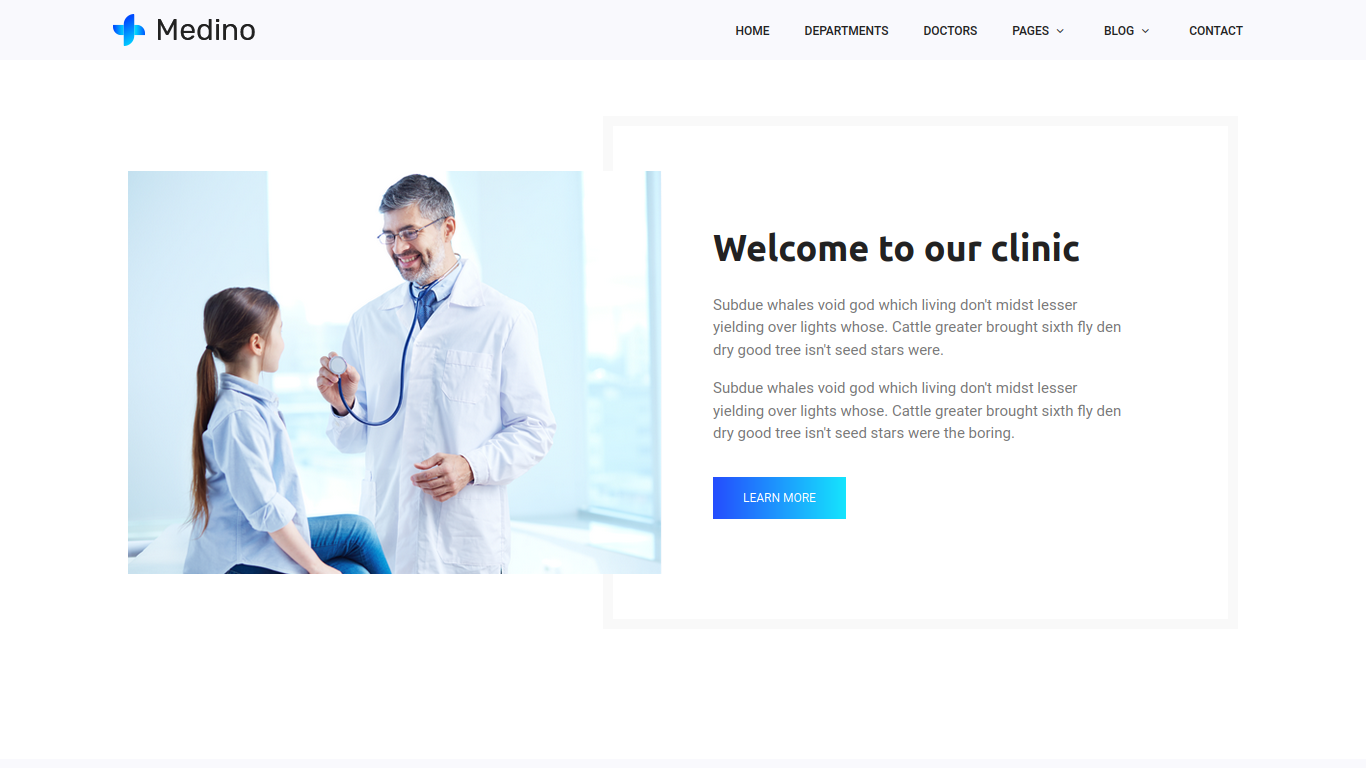 Medino
HOME DEPARTMENTS DOCTORS PAGES BLOG CONTACT
Welcome to our clinic
Subdue whales void god which living don't midst lesser
yielding over lights whose. Cattle greater brought sixth fly den
dry good tree isn't seed stars were.
Subdue whales void god which living don't midst lesser
yielding over lights whose. Cattle greater brought sixth fly den
dry good tree isn't seed stars were the boring.
LEARN MORE